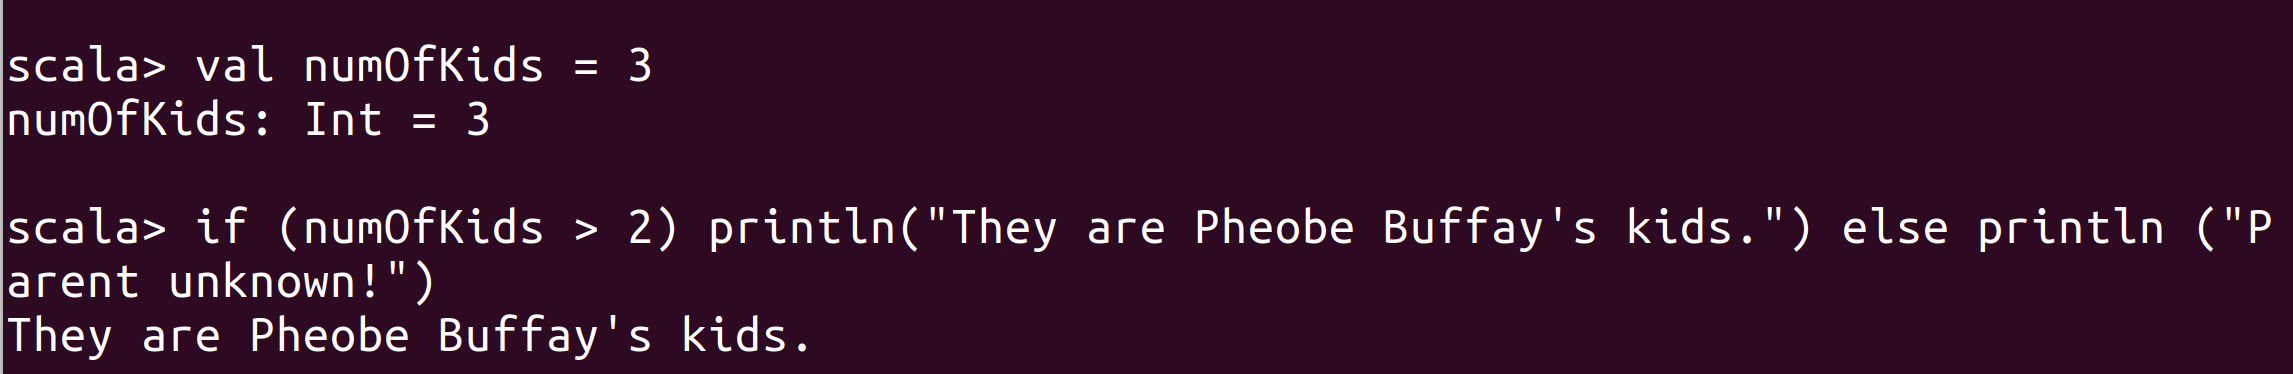 scala> val numOfKids = 3
numOfKids: Int = 3
scala> if (numOfKids > 2) println("They are Pheobe Buffay's kids.") else println ("P
arent unknown!")
They are Pheobe Buffay's kids.